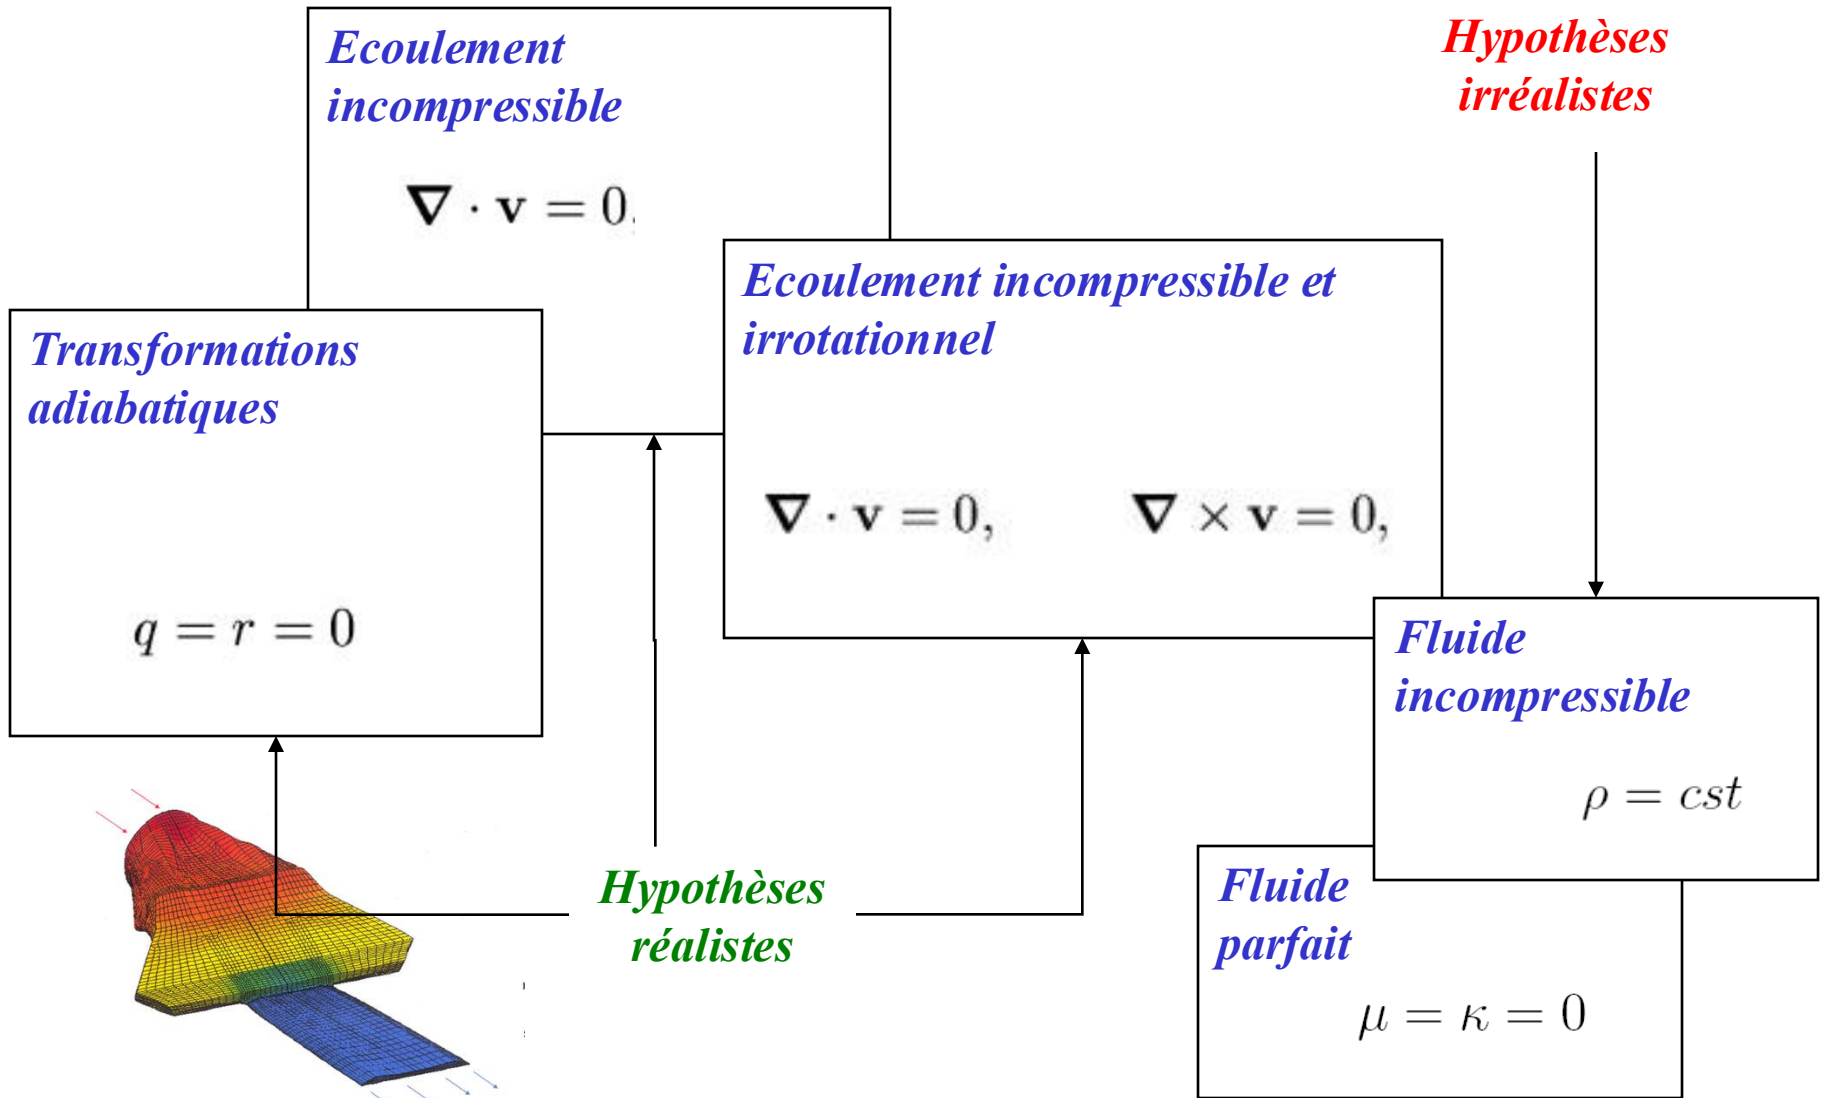 Ecoulement
incompressible
∇ · v = 0,
Hypothèses
irréalistes
Ecoulement incompressible et
irrotationnel
∇ · v = 0, ∇ × v = 0,
Transformations
adiabatiques
q = r = 0
Fluide
incompressible
ρ = cst
Hypothèses
réalistes
Fluide
parfait
μ = κ = 0